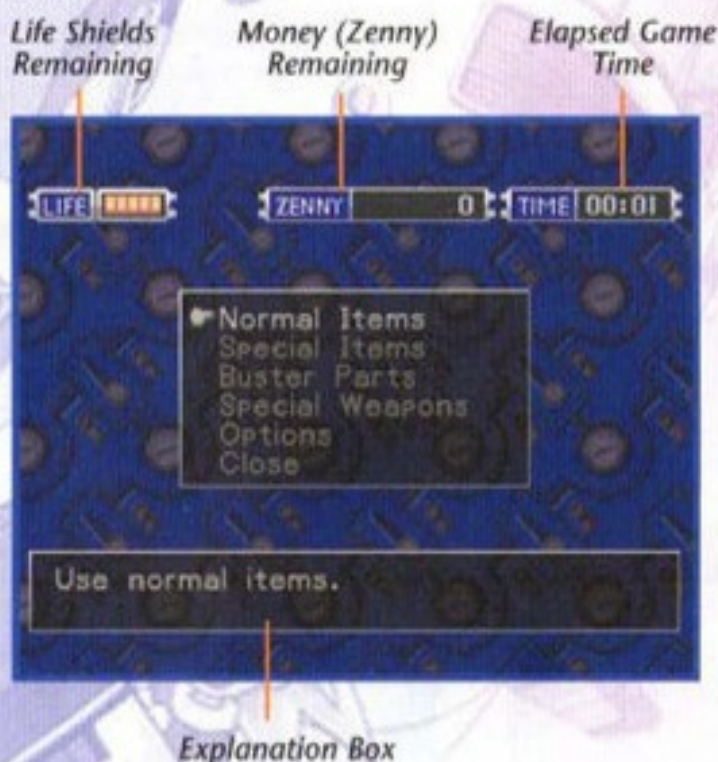 Life Shields Remaining
Money (Zenny) Remaining
Elapsed Game Time
LIFE
ZENNY 0
TIME 00:01
Normal Items
Special Items
Buster Parts
Special Weapons
Options
Close
Use normal items.
Explanation Box